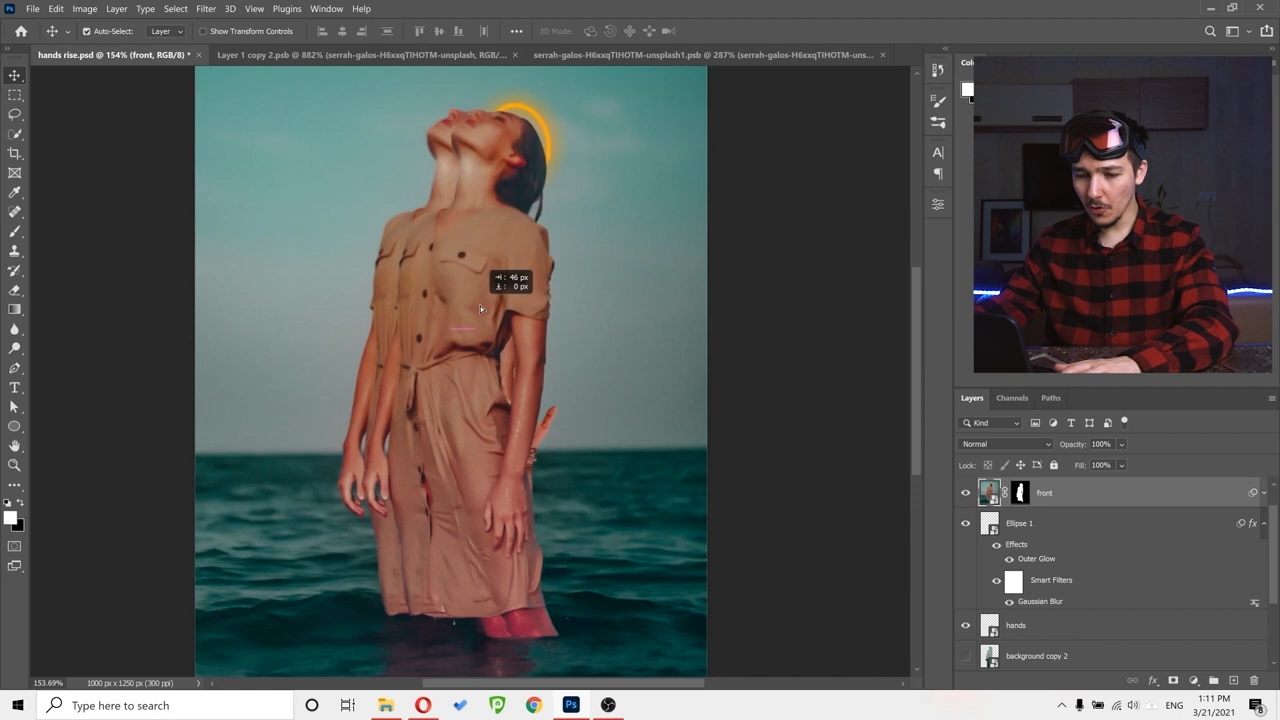 Ps File Edit Image Layer Type Select Filter 3D View Plugins Window Help
Auto-Select: Layer Show Transform Controls 3D Mode:
hands rise.psd @ 154% (front, RGB/8) * × Layer 1 copy 2.psb @ 882% (serrah-galos-H6xxqTIHOTM-unsplash, RGB/... × serrah-galos-H6xxqTIHOTM-unsplash1.psb @ 287% (serrah-galos-H6xxqTIHOTM-uns... ×
Col
: 46 px
: 0 px
Layers Channels Paths
Kind
Normal Opacity: 100%
Lock: Fill: 100%
front
Ellipse 1 fx
Effects
Outer Glow
Smart Filters
Gaussian Blur
hands
background copy 2
153.69% 1000 px x 1250 px (300 ppi)
Type here to search
Ps
ENG
1:11 PM
3/21/2021
8